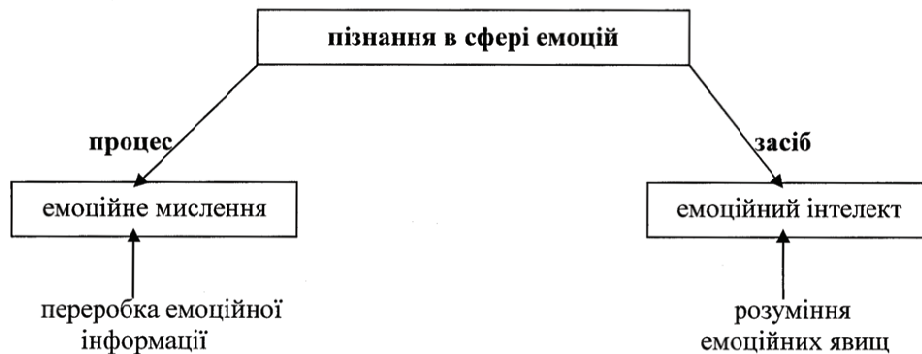 пізнання в сфері емоцій
процес
засіб
емоційне мислення
емоційний інтелект
переробка емоційної
інформації
розуміння
емоційних явищ